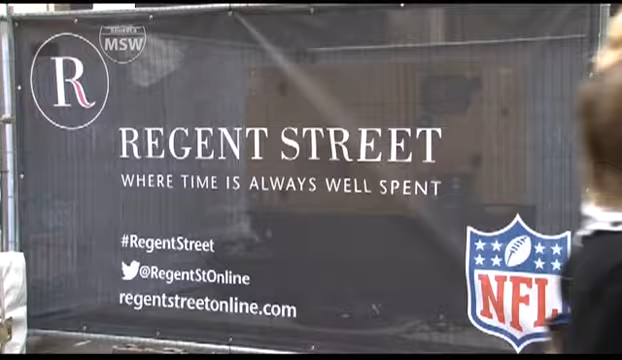 R
MSW
REGENT STREET
WHERE TIME IS ALWAYS WELL SPENT
#RegentStreet
@RegentStOnline
regentstreetonline.com
NFL